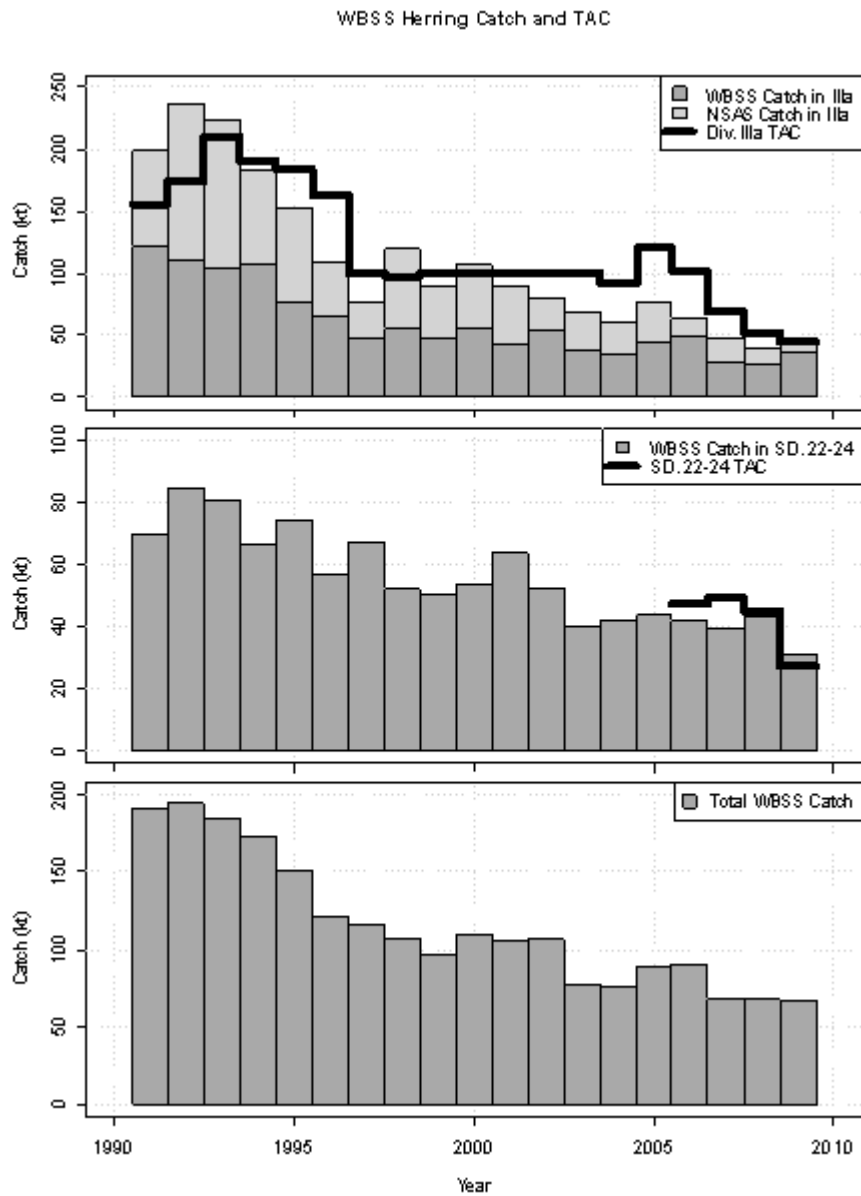 WBSS Herring Catch and TAC
Catch (kt)
250
200
150
100
50
0
WBSS Catch in IIIa
NSAS Catch in IIIa
Div. IIIa TAC
Catch (kt)
100
80
60
40
20
0
WBSS Catch in SD. 22-24
SD. 22-24 TAC
Catch (kt)
200
150
100
50
0
Total WBSS Catch
1990 1995 2000 2005 2010
Year